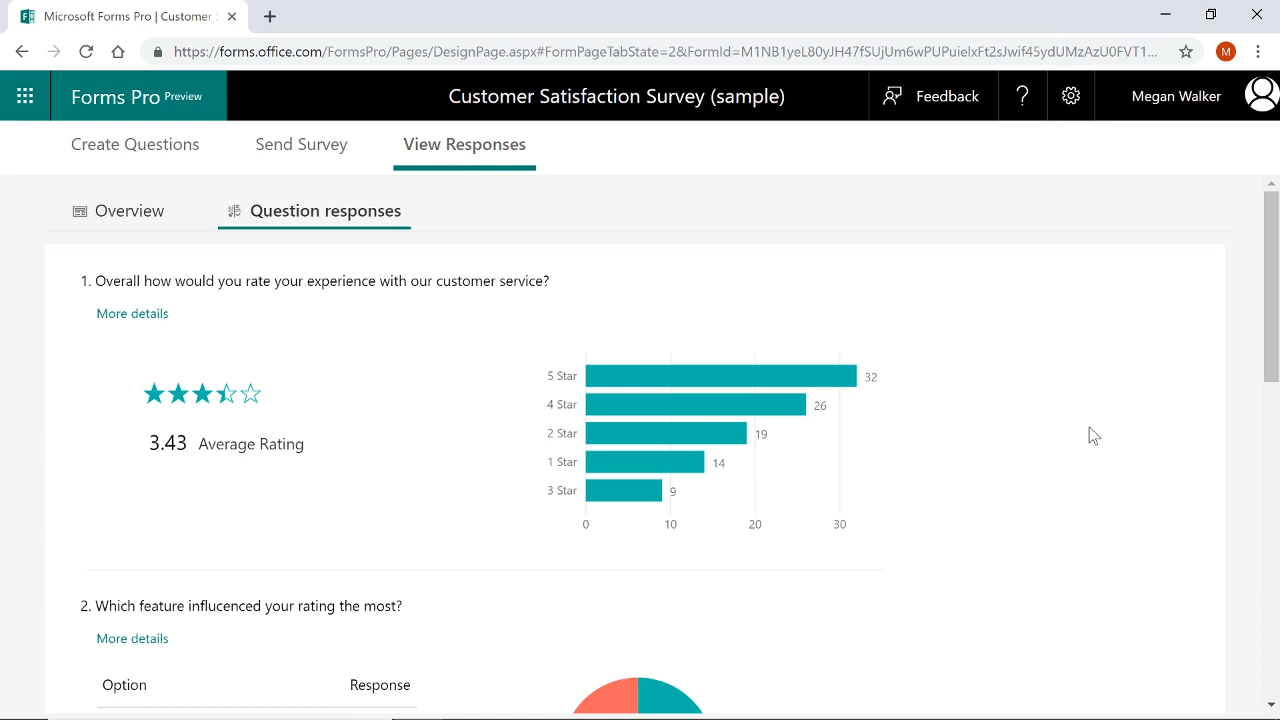 Microsoft Forms Pro | Customer S
https://forms.office.com/FormsPro/Pages/DesignPage.aspx#FormPageTabState=2&FormId=M1NB1yeL80yJH47fSUjUm6wPUPuielxFt2sJwif45ydUMzAzU0FVT1...
M
Forms Pro Preview
Customer Satisfaction Survey (sample)
Feedback
?
Megan Walker
Create Questions
Send Survey
View Responses
Overview
Question responses
1. Overall how would you rate your experience with our customer service?
More details
3.43 Average Rating
5 Star 32
4 Star 26
2 Star 19
1 Star 14
3 Star 9
0 10 20 30
2. Which feature influcenced your rating the most?
More details
Option Response